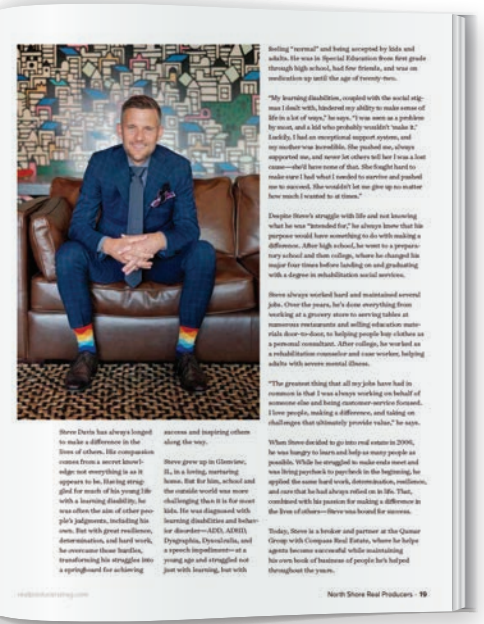 Steve Davis has always longed
to make a difference in the
lives of others. His compassion
comes from a secret knowl-
edge: not everything is as it
appears to be. Having strug-
gled for much of his young life
with a learning disability, he
was often the aim of other peo-
ple's judgments, including his
own. But with great resilience,
determination, and hard work,
he overcame those hurdles,
transforming his struggles into
a springboard for achieving
success and inspiring others
along the way.
Steve grew up in Glenview,
IL, in a loving, nurturing
home. But for him, school and
the outside world was more
challenging than it is for most
kids. He was diagnosed with
learning disabilities and behav-
ior disorder—ADD, ADHD,
Dysgraphia, Dyscalculia, and
a speech impediment—at a
young age and struggled not
just with learning, but with
feeling "normal" and being accepted by kids and
adults. He was in Special Education from first grade
through high school, had few friends, and was on
medication up until the age of twenty-two.
"My learning disabilities, coupled with the social stig-
mas I dealt with, hindered my ability to make sense of
life in a lot of ways," he says. "I was seen as a problem
by most, and a kid who probably wouldn't 'make it.'
Luckily, I had an exceptional support system, and
my mother was incredible. She pushed me, always
supported me, and never let others tell her I was a lost
cause—she'd have none of that. She fought hard to
make sure I had what I needed to survive and pushed
me to succeed. She wouldn't let me give up no matter
how much I wanted to at times."
Despite Steve's struggle with life and not knowing
what he was "intended for," he always knew that his
purpose would have something to do with making a
difference. After high school, he went to a prepara-
tory school and then college, where he changed his
major four times before landing on and graduating
with a degree in rehabilitation social services.
Steve always worked hard and maintained several
jobs. Over the years, he's done everything from
working at a grocery store to serving tables at
numerous restaurants and selling education mate-
rials door-to-door, to helping people buy clothes as
a personal consultant. After college, he worked as
a rehabilitation counselor and case worker, helping
adults with severe mental illness.
"The greatest thing that all my jobs have had in
common is that I was always working on behalf of
someone else and being customer-service focused.
I love people, making a difference, and taking on
challenges that ultimately provide value," he says.
When Steve decided to go into real estate in 2006,
he was hungry to learn and help as many people as
possible. While he struggled to make ends meet and
was living paycheck to paycheck in the beginning, he
applied the same hard work, determination, resilience,
and care that he had always relied on in life. That,
combined with his passion for making a difference in
the lives of others—Steve was bound for success.
Today, Steve is a broker and partner at the Qumar
Group with Compass Real Estate, where he helps
agents become successful while maintaining
his own book of business of people he's helped
throughout the years.
realproducersmag.com
North Shore Real Producers - 19